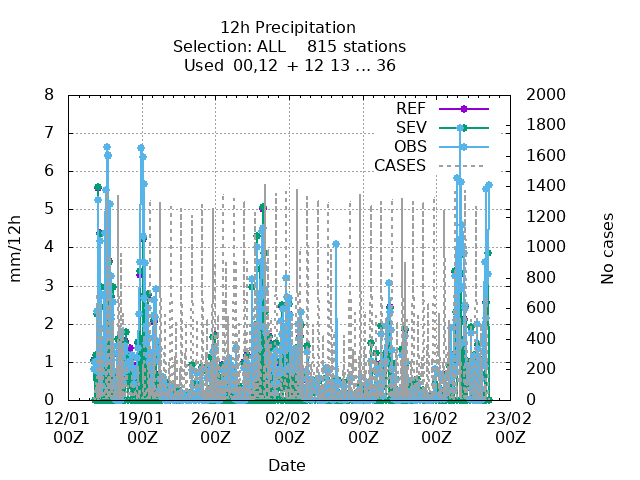 12h Precipitation
Selection: ALL 815 stations
Used 00,12 + 12 13 ... 36
REF
SEV
OBS
CASES
mm/12h
No cases
8
7
6
5
4
3
2
1
0
2000
1800
1600
1400
1200
1000
800
600
400
200
0
12/01 19/01 26/01 02/02 09/02 16/02 23/02
00Z 00Z 00Z 00Z 00Z 00Z 00Z
Date